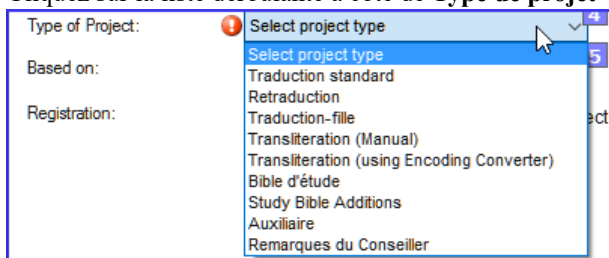 Cliquez sur la liste déroulante à côté de Type de projet
Type of Project: Select project type 4
Select project type
Based on: 5
Traduction standard
Retraduction
Registration: Traduction-fille ect
Transliteration (Manual)
Transliteration (using Encoding Converter)
Bible d'étude
Study Bible Additions
Auxiliaire
Remarques du Conseiller